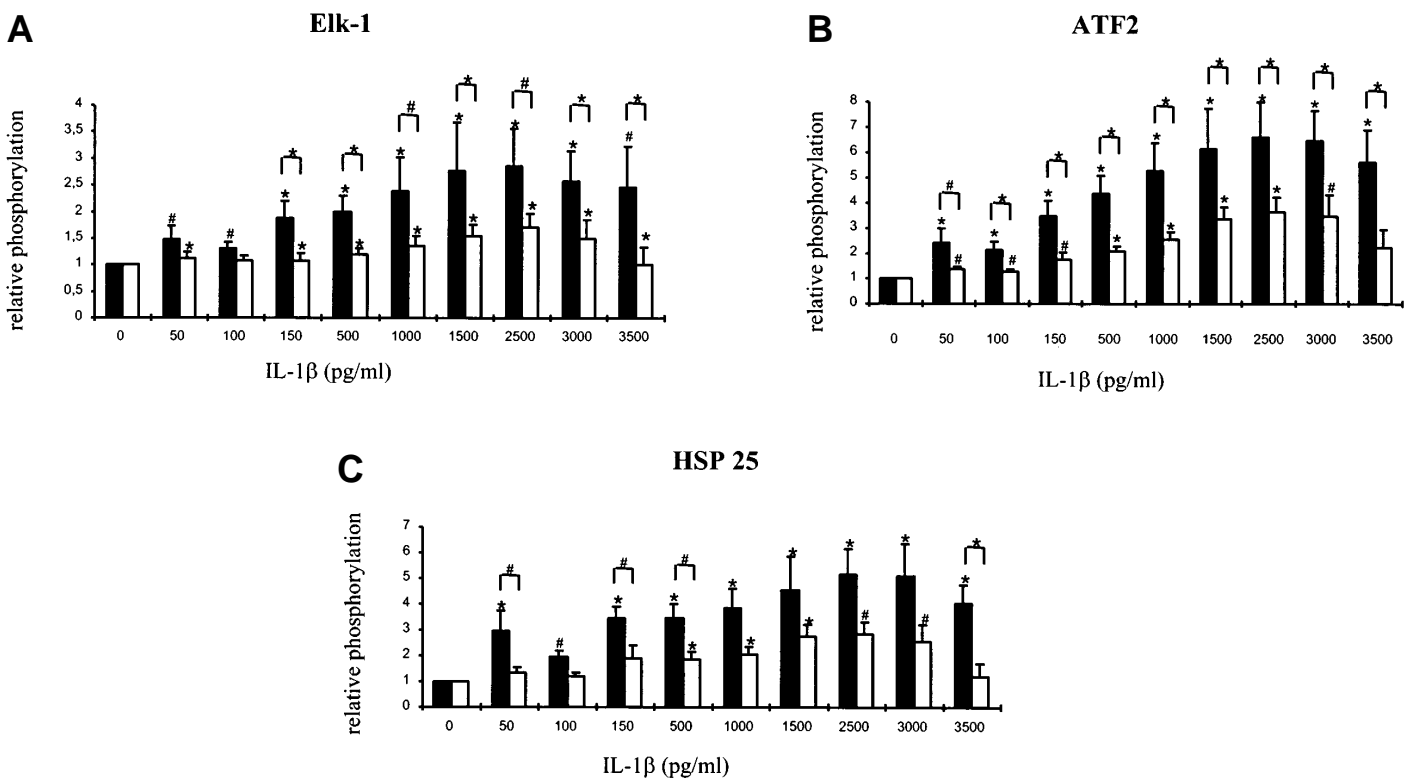 A
Elk-1
relative phosphorylation
4
3,5
3
2,5
2
1,5
1
0,5
0
# * # * * * * * * # * * * * * # * * * * * # *
0 50 100 150 500 1000 1500 2500 3000 3500
IL-1β (pg/ml)
B
ATF2
relative phosphorylation
8
7
6
5
4
3
2
1
0
# * # * * # * * # * * * * * * * * * * * * * * # * *
0 50 100 150 500 1000 1500 2500 3000 3500
IL-1β (pg/ml)
C
HSP 25
relative phosphorylation
7
6
5
4
3
2
1
0
# * # # * # * * * * * * * # * # * *
0 50 100 150 500 1000 1500 2500 3000 3500
IL-1β (pg/ml)